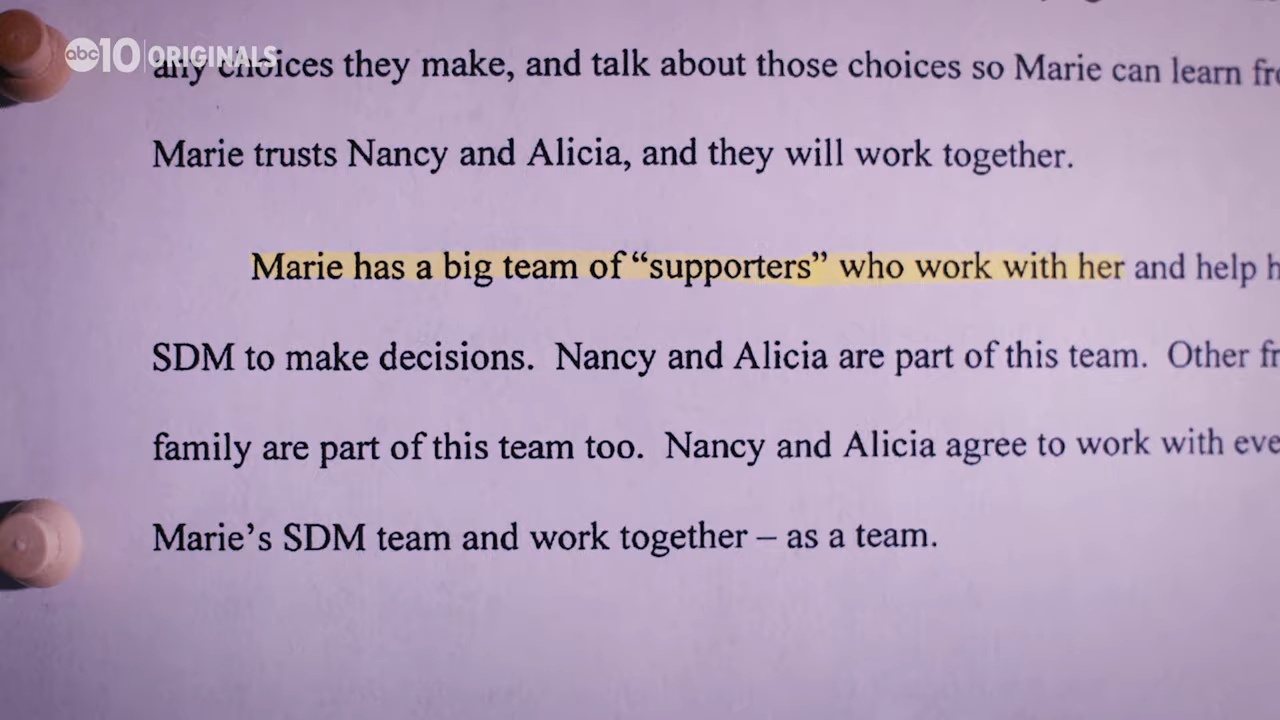 abc10 ORIGINALS
any choices they make, and talk about those choices so Marie can learn
Marie trusts Nancy and Alicia, and they will work together.
Marie has a big team of “supporters” who work with her and help
SDM to make decisions.  Nancy and Alicia are part of this team.  Other
family are part of this team too.  Nancy and Alicia agree to work with
Marie’s SDM team and work together – as a team.